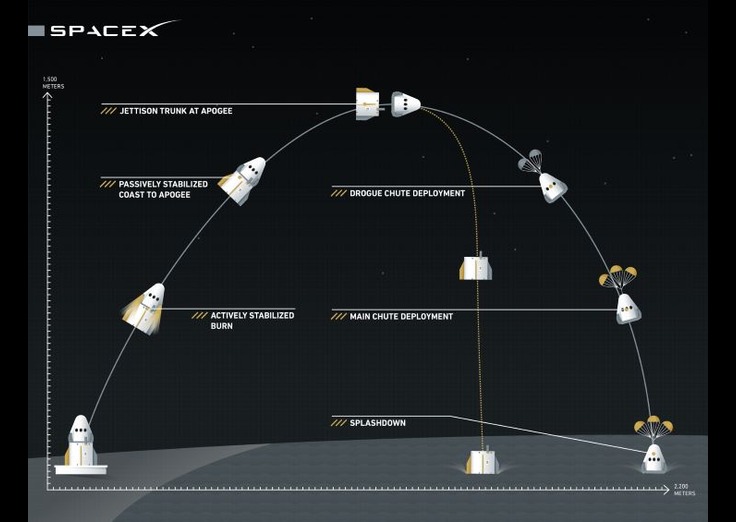 SPACEX
1.500
METERS
/// JETTISON TRUNK AT APOGEE
/// PASSIVELY STABILIZED
COAST TO APOGEE
/// DROGUE CHUTE DEPLOYMENT
/// ACTIVELY STABILIZED
BURN
/// MAIN CHUTE DEPLOYMENT
/// SPLASHDOWN
2.200
METERS